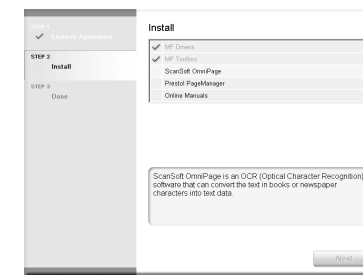 STEP 1
License Agreement
STEP 2
Install
STEP 3
Done
Install
MF Drivers
MF Toolbox
ScanSoft OmniPage
Presto! PageManager
Online Manuals
ScanSoft OmniPage is an OCR (Optical Character Recognition)
software that can convert the text in books or newspaper
characters into text data.
Next